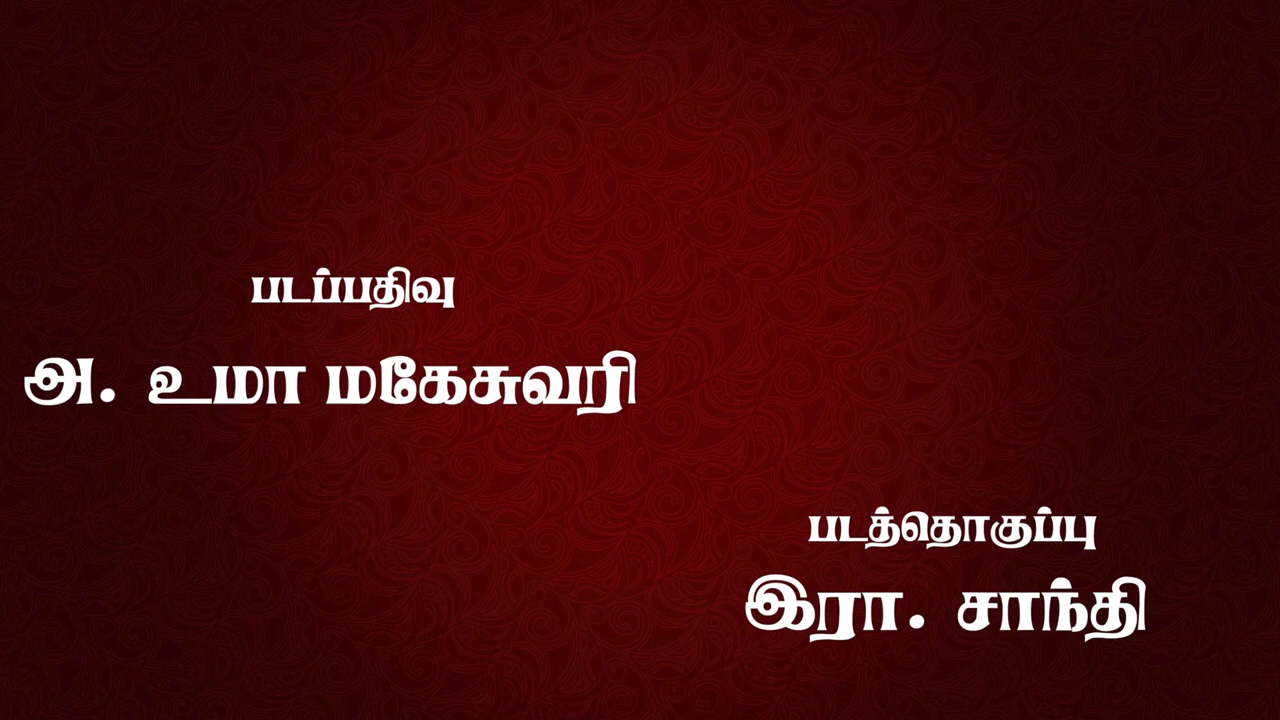 படப்பதிவு
அ. உமா மகேசுவரி
படத்தொகுப்பு
இரா. சாந்தி